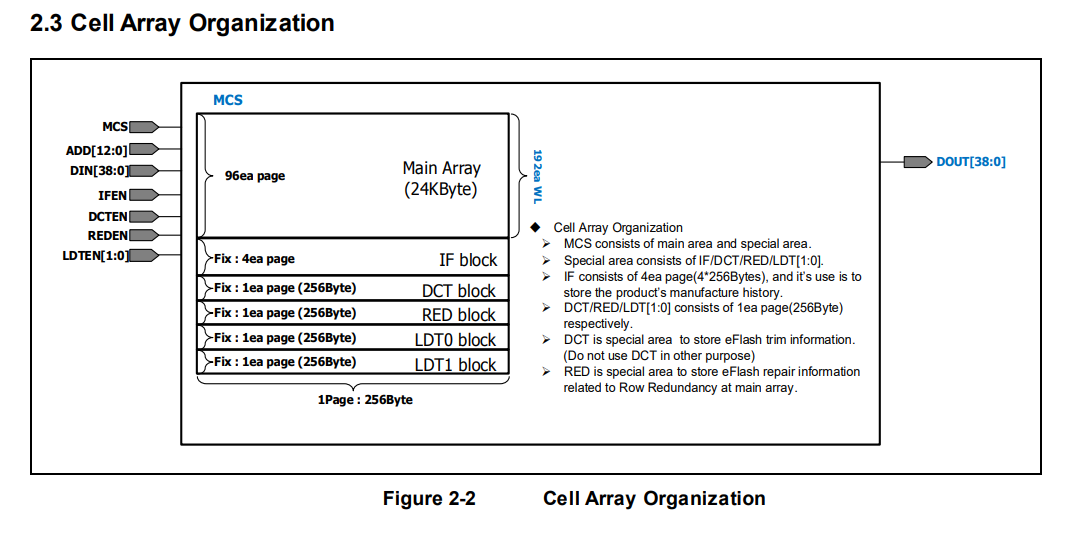 2.3 Cell Array Organization
MCS
MCS
ADD[12:0]
DIN[38:0]
IFEN
DCTEN
REDEN
LDTEN[1:0]
96ea page
Main Array
(24KByte)
192ea WL
Fix : 4ea page
IF block
Fix : 1ea page (256Byte)
DCT block
Fix : 1ea page (256Byte)
RED block
Fix : 1ea page (256Byte)
LDT0 block
Fix : 1ea page (256Byte)
LDT1 block
1Page : 256Byte
DOUT[38:0]
◆ Cell Array Organization
➢ MCS consists of main area and special area.
➢ Special area consists of IF/DCT/RED/LDT[1:0].
➢ IF consists of 4ea page(4*256Bytes), and it's use is to
store the product's manufacture history.
➢ DCT/RED/LDT[1:0] consists of 1ea page(256Byte)
respectively.
➢ DCT is special area to store eFlash trim information.
(Do not use DCT in other purpose)
➢ RED is special area to store eFlash repair information
related to Row Redundancy at main array.
Figure 2-2 Cell Array Organization